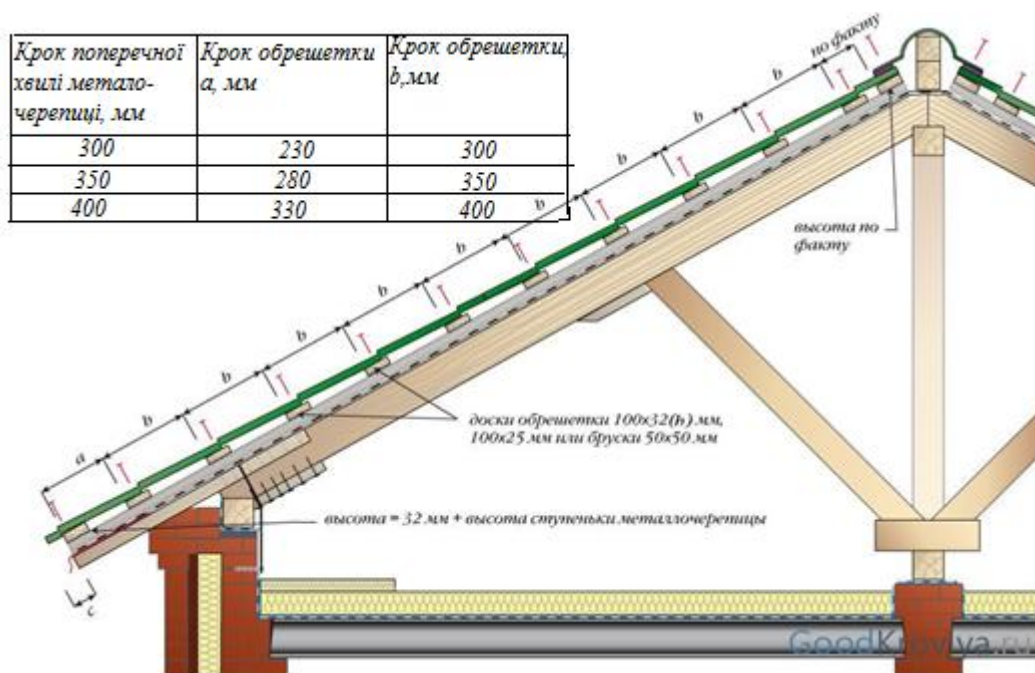 Крок поперечної
хвилі метало-
черепиці, мм
Крок обрешетки
а, мм
Крок обрешетки,
b,мм
300 230 300
350 280 350
400 330 400
по факту
b
b
b
b
b
b
b
b
b
a
c
высота по
факту
доски обрешетки 100х32(h) мм,
100х25 мм или бруски 50х50 мм
высота = 32 мм + высота ступеньки металлочерепицы
GoodKrovlya.ru